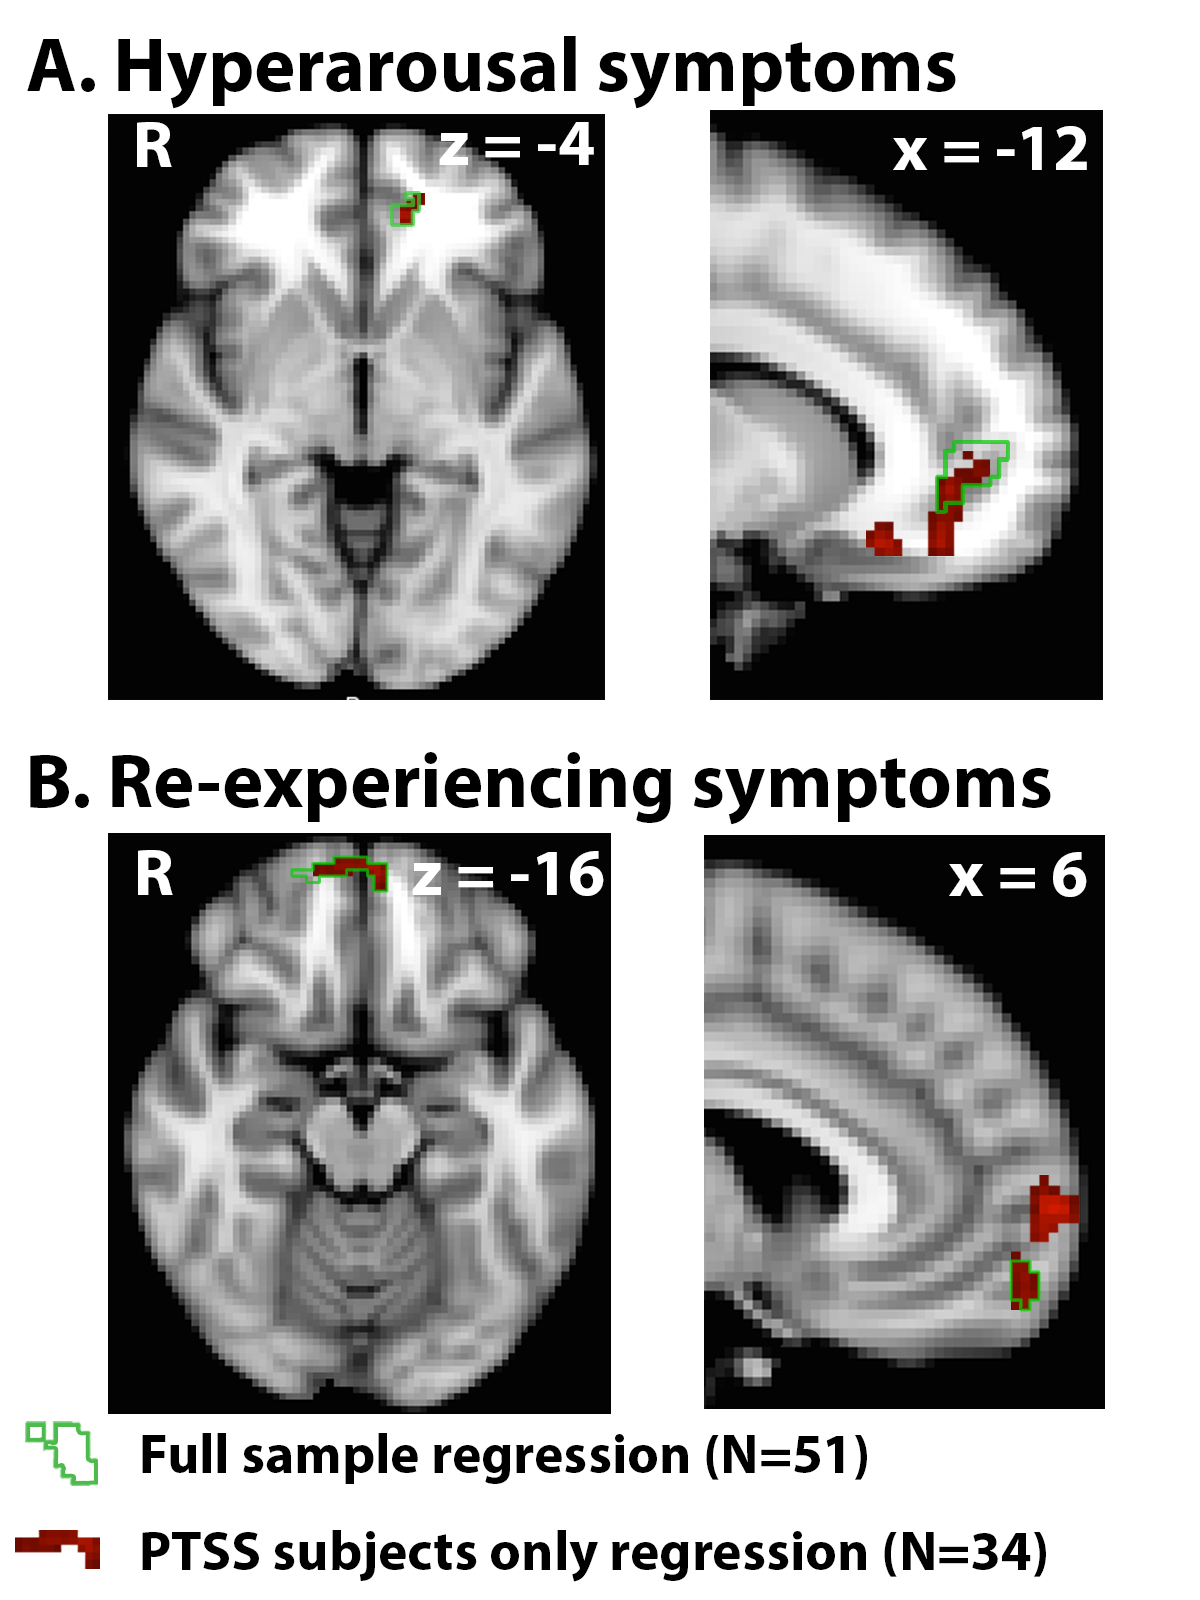 A. Hyperarousal symptoms
R
z = -4
x = -12
B. Re-experiencing symptoms
R
z = -16
x = 6
Full sample regression (N=51)
PTSS subjects only regression (N=34)